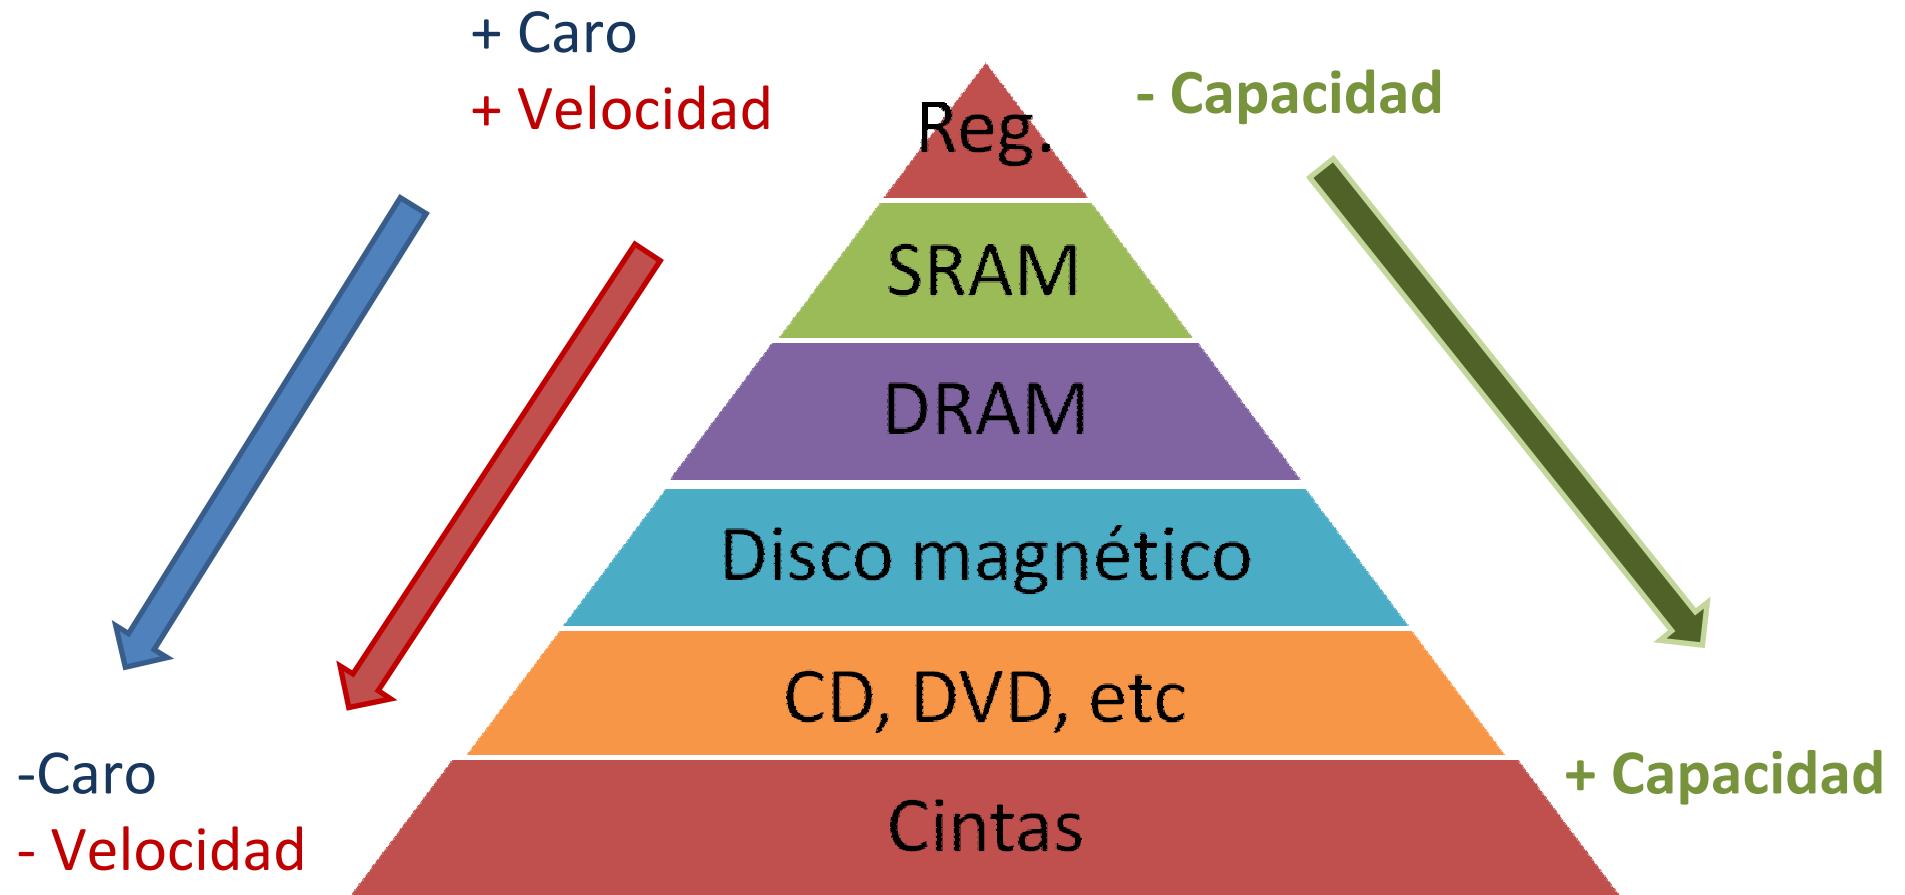 + Caro
+ Velocidad
- Capacidad
Reg.
SRAM
DRAM
Disco magnético
CD, DVD, etc
Cintas
-Caro
- Velocidad
+ Capacidad